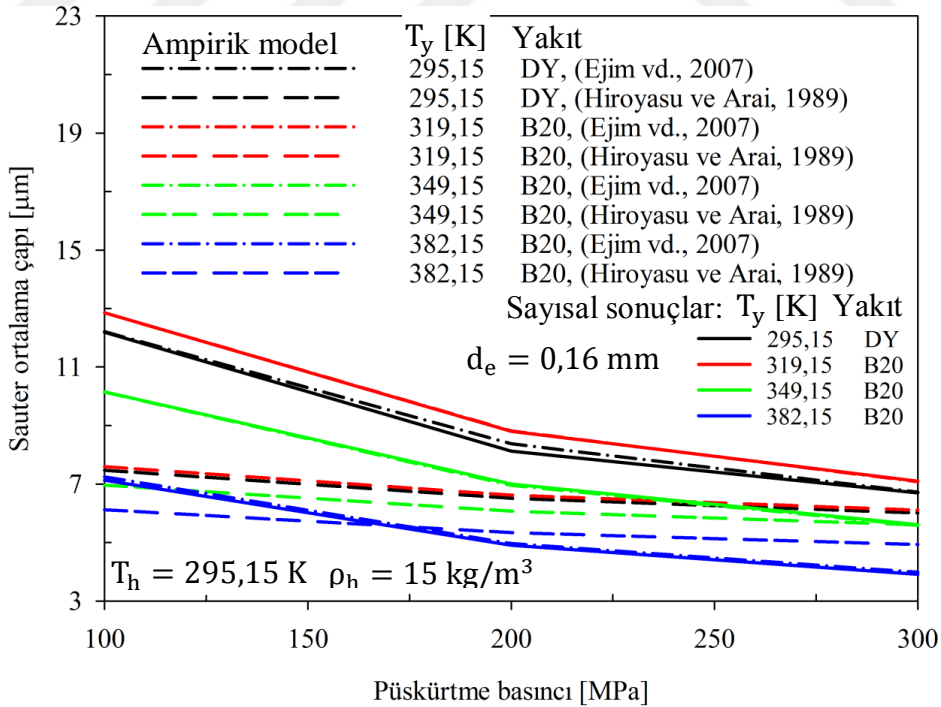 23
19
15
11
7
3
Sauter ortalama çapı [µm]
Ampirik model T_y [K] Yakıt
295,15 DY, (Ejim vd., 2007)
295,15 DY, (Hiroyasu ve Arai, 1989)
319,15 B20, (Ejim vd., 2007)
319,15 B20, (Hiroyasu ve Arai, 1989)
349,15 B20, (Ejim vd., 2007)
349,15 B20, (Hiroyasu ve Arai, 1989)
382,15 B20, (Ejim vd., 2007)
382,15 B20, (Hiroyasu ve Arai, 1989)
Sayısal sonuçlar: T_y [K] Yakıt
295,15 DY
319,15 B20
349,15 B20
382,15 B20
d_e = 0,16 mm
T_h = 295,15 K ρ_h = 15 kg/m³
100 150 200 250 300
Püskürtme basıncı [MPa]